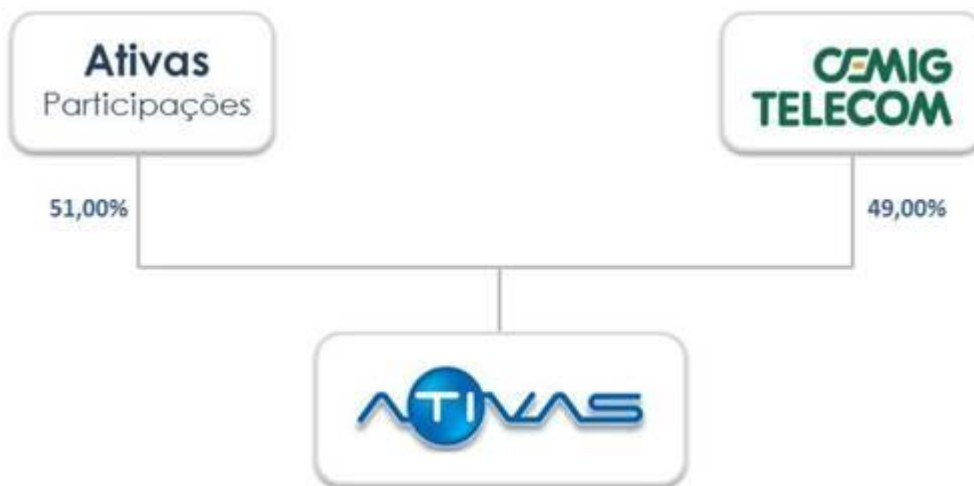 Ativas
Participações
CEMIG
TELECOM
51,00%
49,00%
ATIVAS